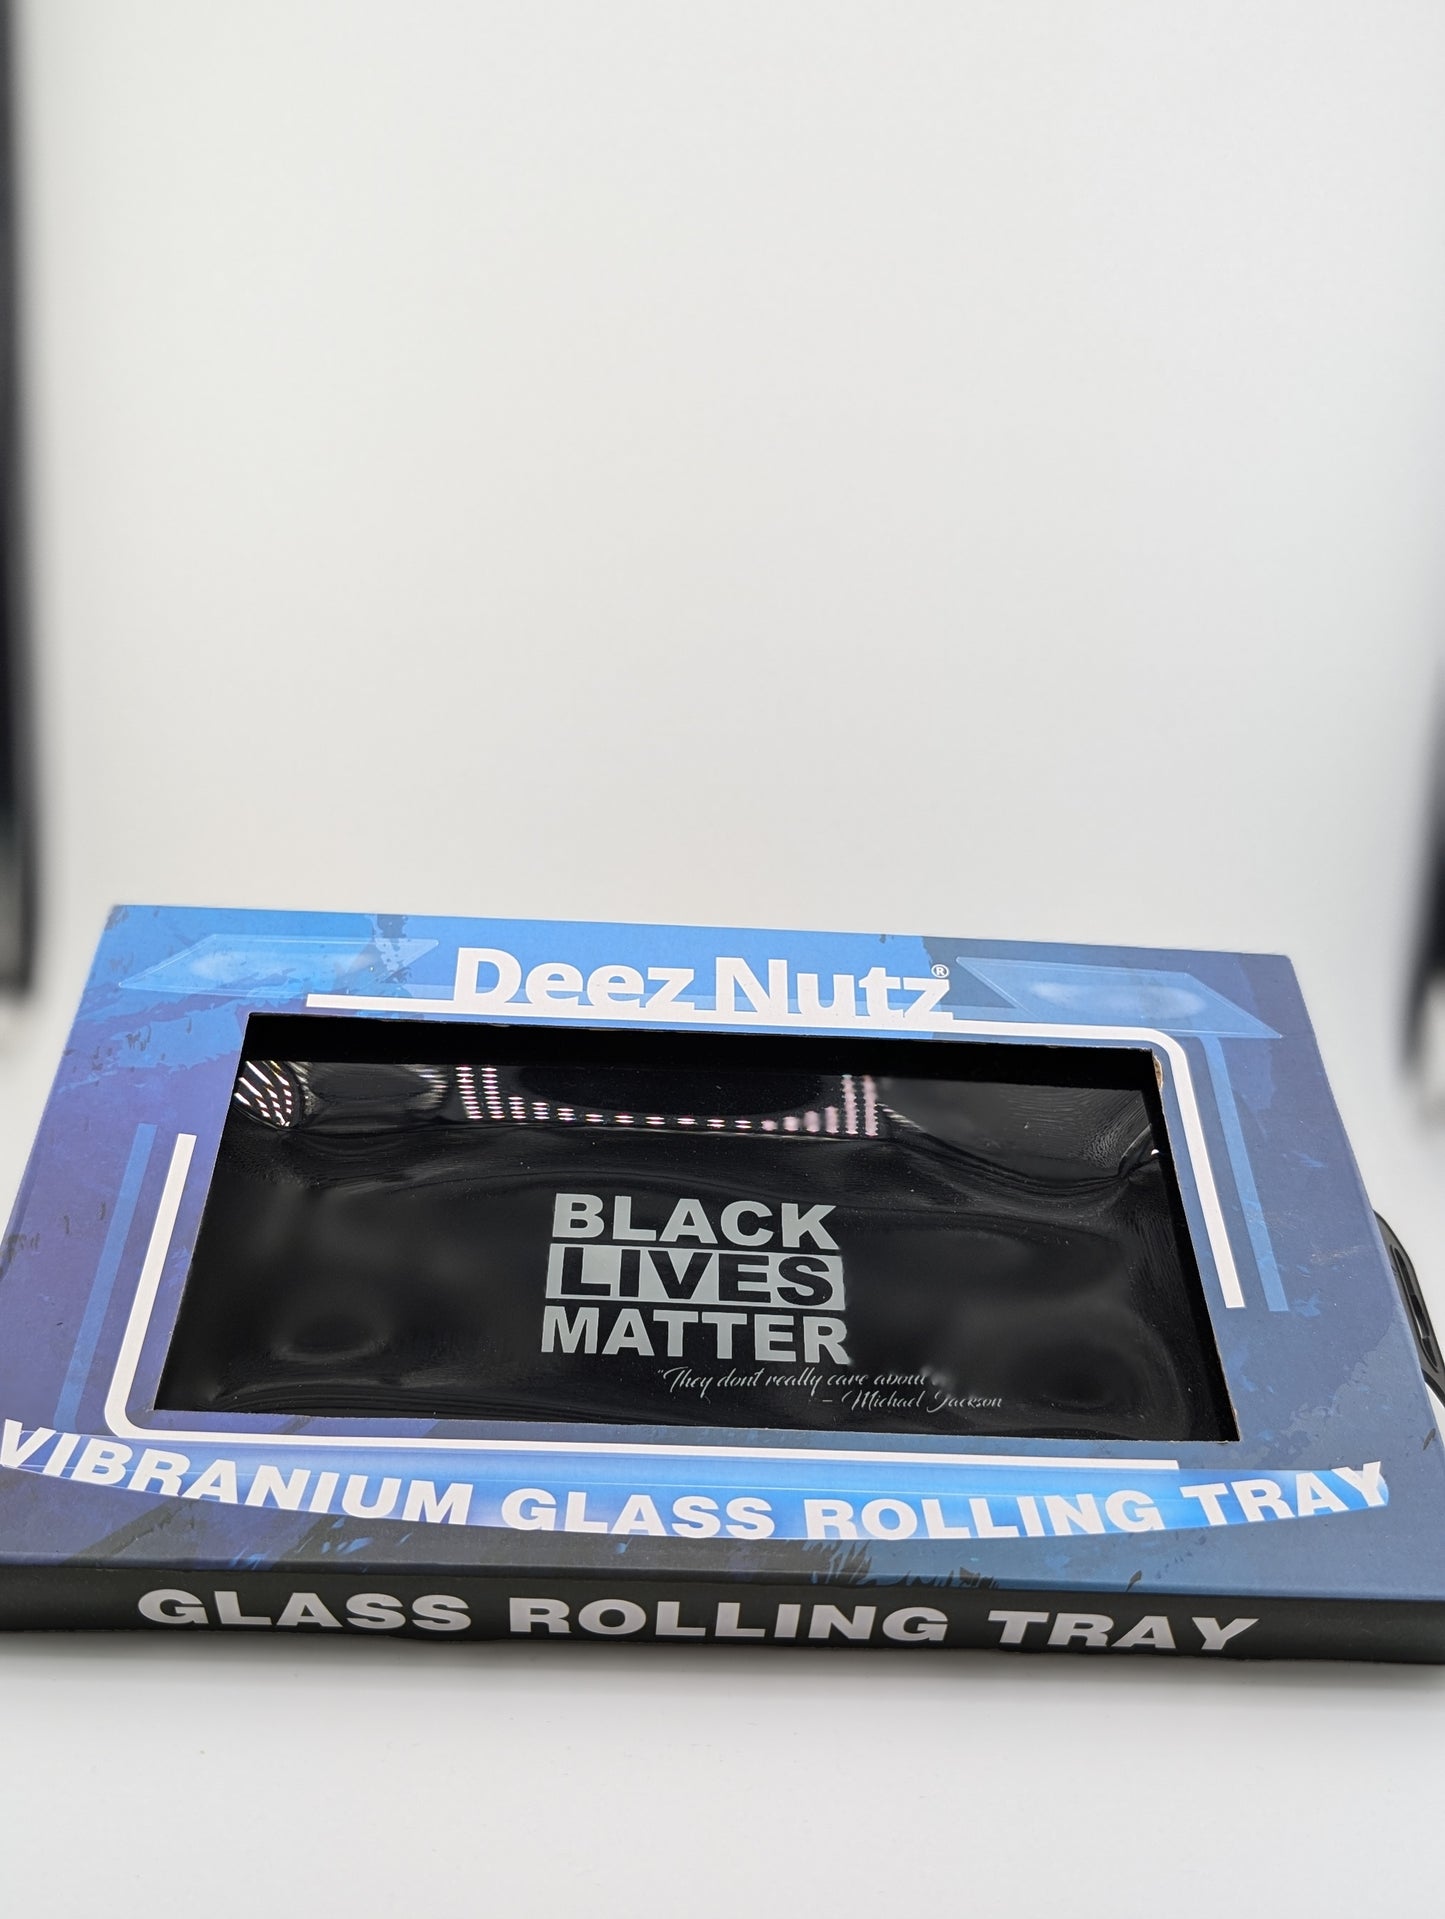 Deez Nutz®
BLACK
LIVES
MATTER
"They dont really care about
- Michael Jackson
VIBRANIUM GLASS ROLLING TRAY
GLASS ROLLING TRAY